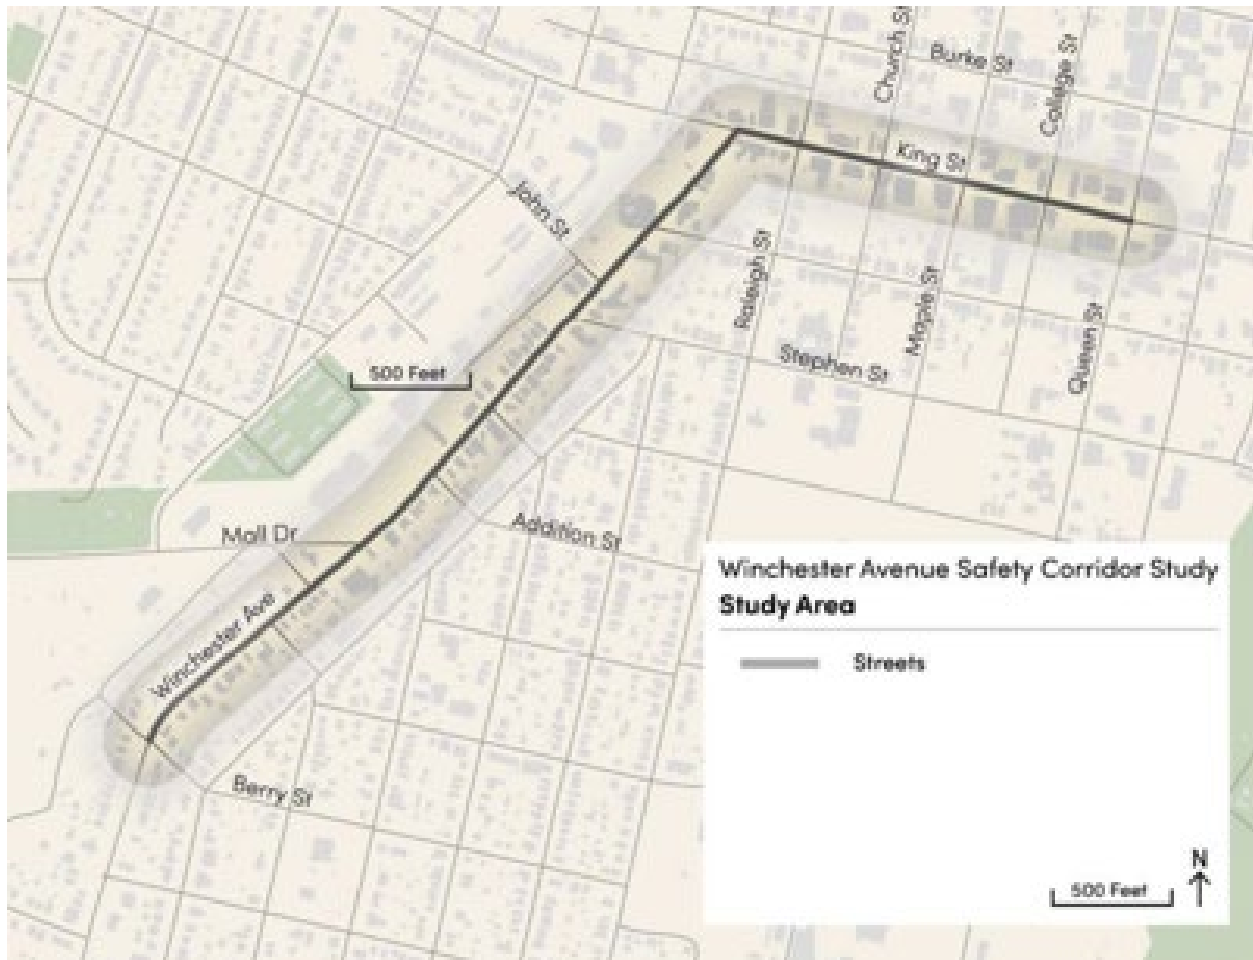 Church St
Burke St
College St
King St
John St
Raleigh St
Maple St
Queen St
Stephen St
500 Feet
Mall Dr
Addition St
Winchester Ave
Berry St
Winchester Avenue Safety Corridor Study
Study Area
Streets
N
500 Feet